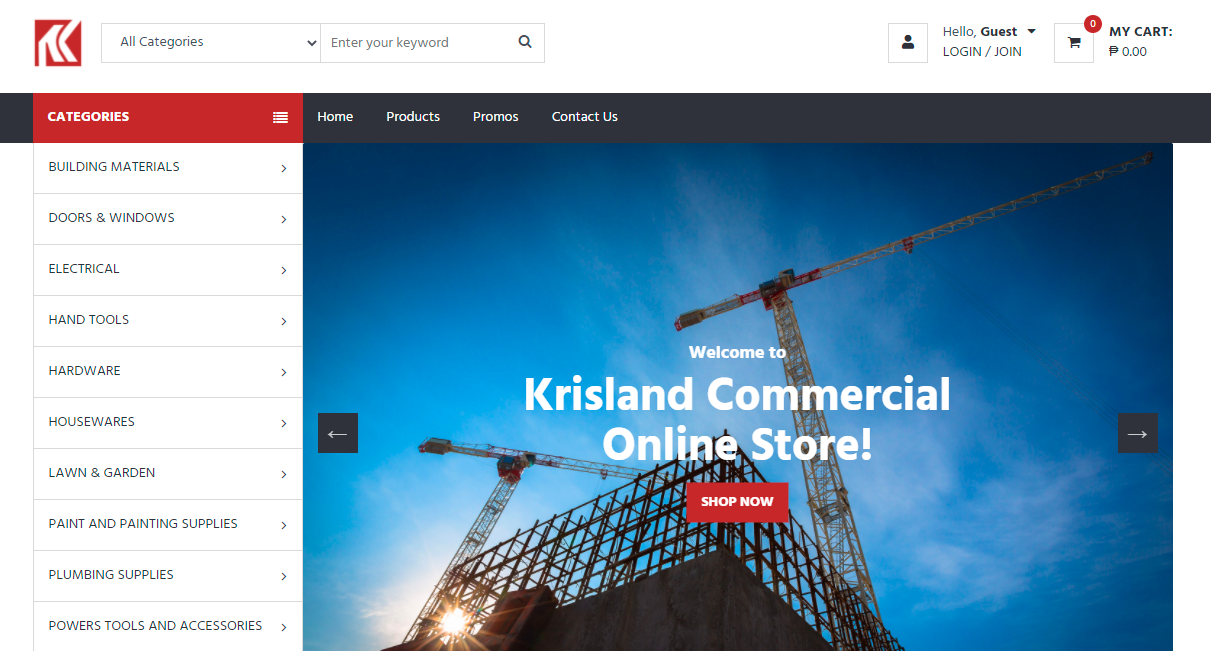 All Categories
Enter your keyword
Hello, Guest
LOGIN / JOIN
0
MY CART:
₱ 0.00
CATEGORIES
Home
Products
Promos
Contact Us
BUILDING MATERIALS
DOORS & WINDOWS
ELECTRICAL
HAND TOOLS
HARDWARE
HOUSEWARES
LAWN & GARDEN
PAINT AND PAINTING SUPPLIES
PLUMBING SUPPLIES
POWERS TOOLS AND ACCESSORIES
Welcome to
Krisland Commercial
Online Store!
SHOP NOW